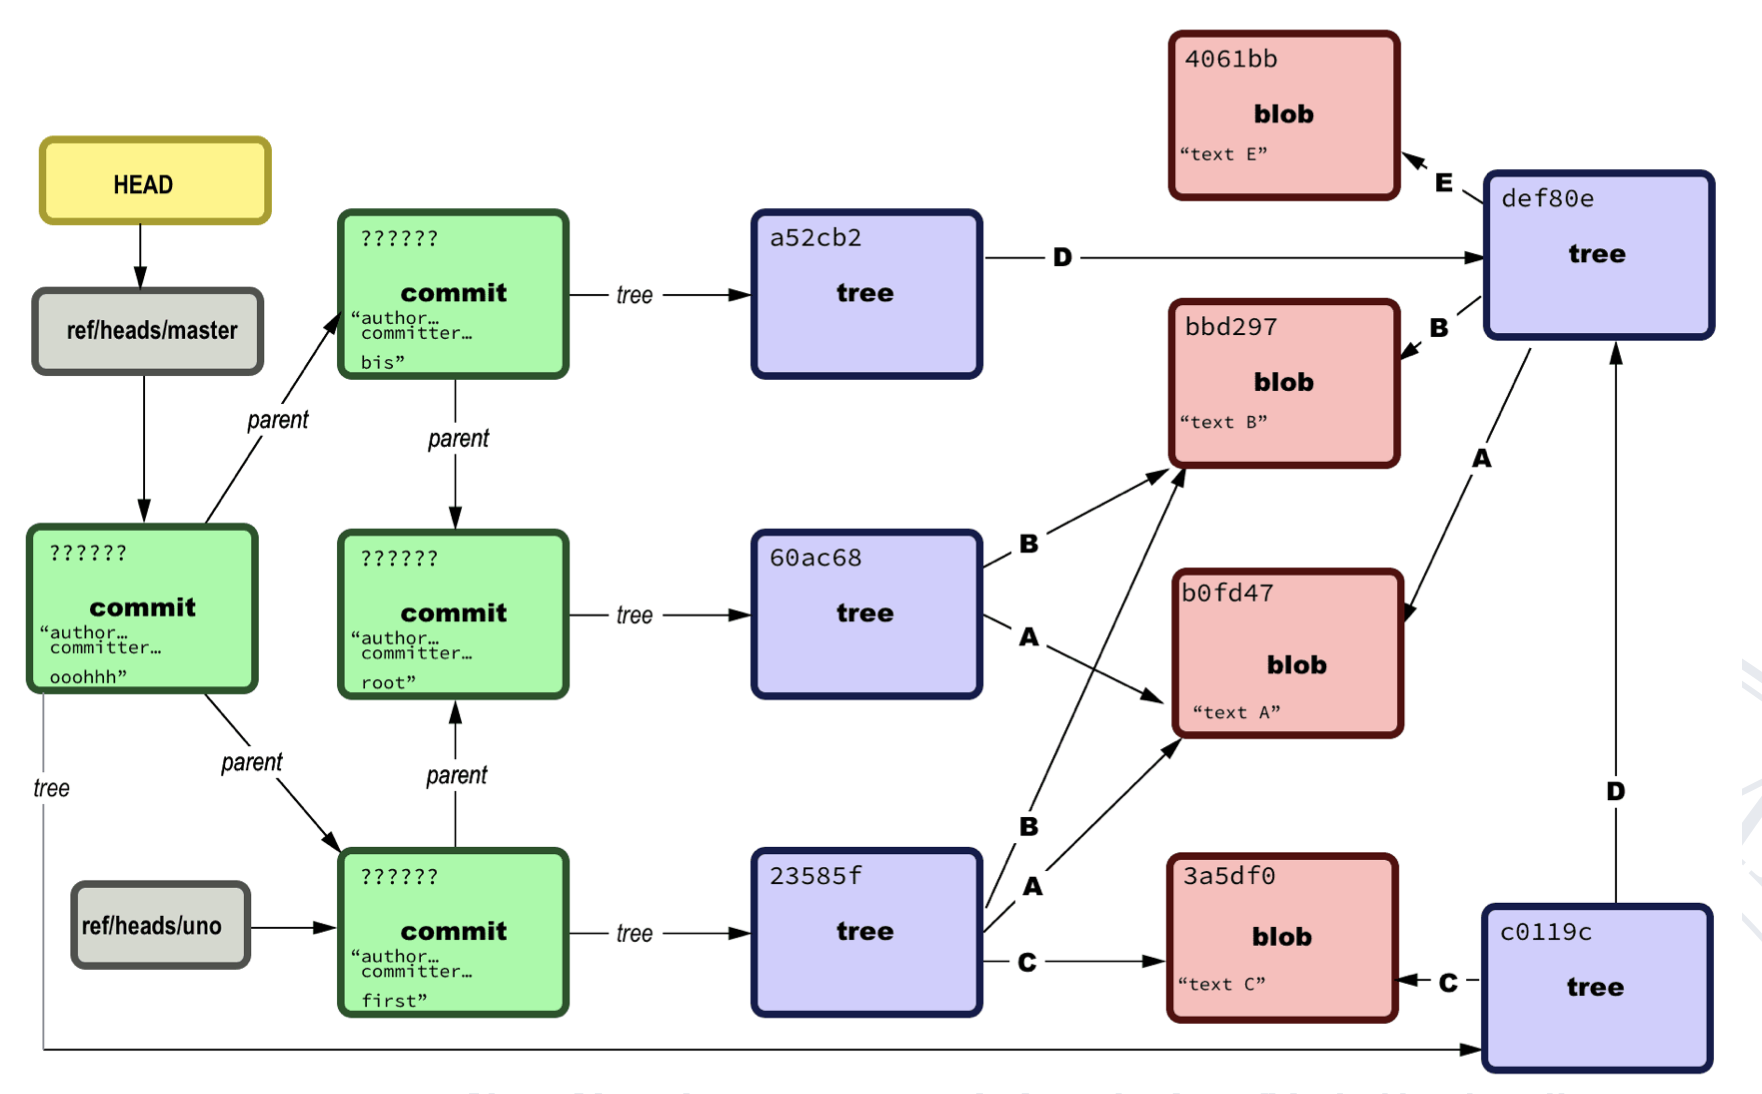 4061bb
blob
“text E”
E
HEAD
def80e
tree
??????
commit
“author…
committer…
bis”
tree
a52cb2
tree
D
ref/heads/master
bbd297
blob
“text B”
B
parent
parent
A
??????
commit
“author…
committer…
ooohhh”
??????
commit
“author…
committer…
root”
tree
60ac68
tree
B
A
b0fd47
blob
“text A”
parent
parent
tree
D
B
A
??????
commit
“author…
committer…
first”
ref/heads/uno
tree
23585f
tree
C
3a5df0
blob
“text C”
C
c0119c
tree